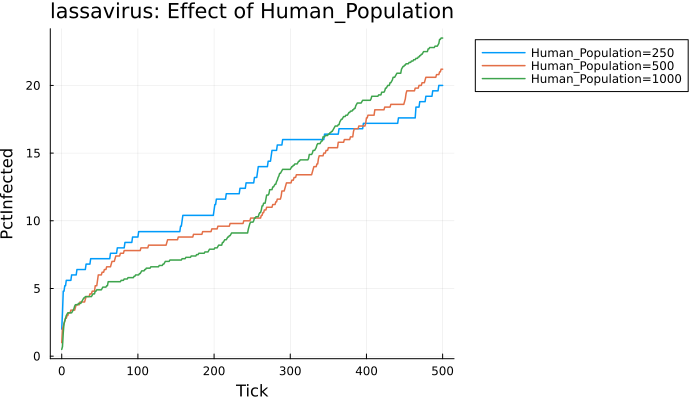 lassavirus: Effect of Human_Population
Human_Population=250
Human_Population=500
Human_Population=1000
PctInfected
20
15
10
5
0
0 100 200 300 400 500
Tick